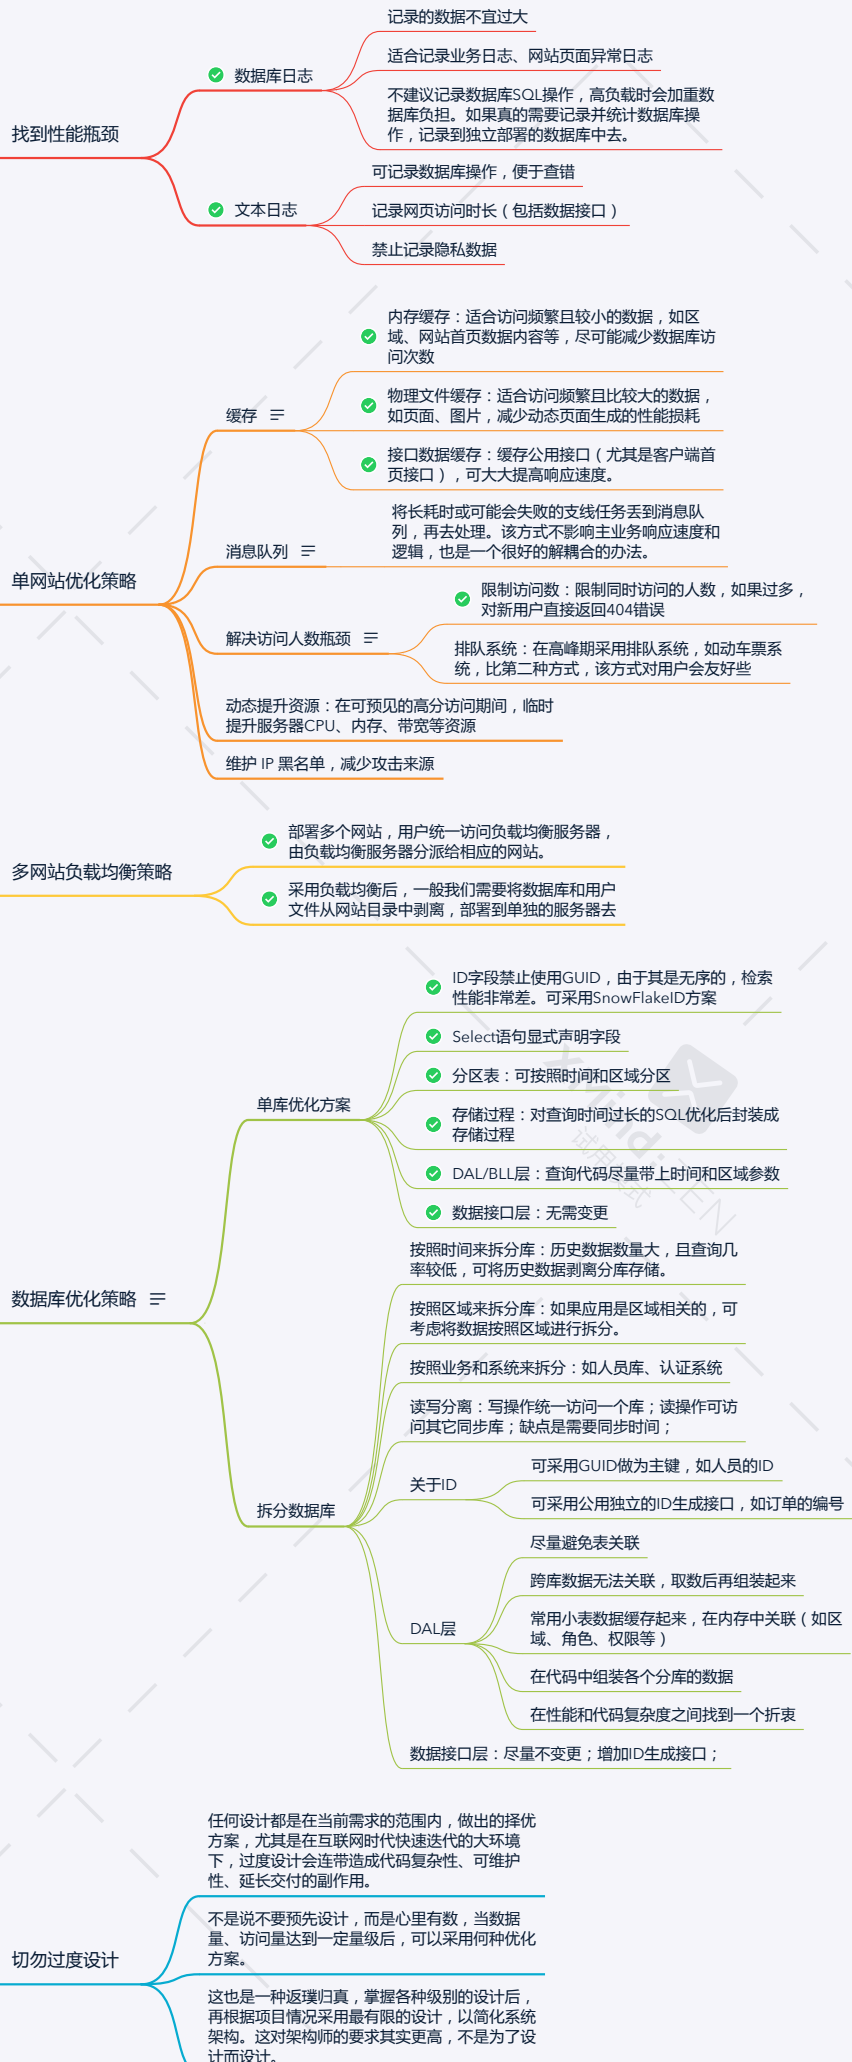 找到性能瓶颈
数据库日志
记录的数据不宜过大
适合记录业务日志、网站页面异常日志
不建议记录数据库SQL操作，高负载时会加重数
据库负担。如果真的需要记录并统计数据库操
作，记录到独立部署的数据库中去。
文本日志
可记录数据库操作，便于查错
记录网页访问时长（包括数据接口）
禁止记录隐私数据
单网站优化策略
缓存
内存缓存：适合访问频繁且较小的数据，如区
域、网站首页数据内容等，尽可能减少数据库访
问次数
物理文件缓存：适合访问频繁且比较大的数据，
如页面、图片，减少动态页面生成的性能损耗
接口数据缓存：缓存公用接口（尤其是客户端首
页接口），可大大提高响应速度。
消息队列
将长耗时或可能会失败的支线任务丢到消息队
列，再去处理。该方式不影响主业务响应速度和
逻辑，也是一个很好的解耦合的办法。
解决访问人数瓶颈
限制访问数：限制同时访问的人数，如果过多，
对新用户直接返回404错误
排队系统：在高峰期采用排队系统，如动车票系
统，比第二种方式，该方式对用户会友好些
动态提升资源：在可预见的高分访问期间，临时
提升服务器CPU、内存、带宽等资源
维护 IP 黑名单，减少攻击来源
多网站负载均衡策略
部署多个网站，用户统一访问负载均衡服务器，
由负载均衡服务器分派给相应的网站。
采用负载均衡后，一般我们需要将数据库和用户
文件从网站目录中剥离，部署到单独的服务器去
数据库优化策略
单库优化方案
ID字段禁止使用GUID，由于其是无序的，检索
性能非常差。可采用SnowFlakeID方案
Select语句显式声明字段
分区表：可按照时间和区域分区
存储过程：对查询时间过长的SQL优化后封装成
存储过程
DAL/BLL层：查询代码尽量带上时间和区域参数
数据接口层：无需变更
XMind:ZEN
试用模式
拆分数据库
按照时间来拆分库：历史数据数量大，且查询几
率较低，可将历史数据剥离分库存储。
按照区域来拆分库：如果应用是区域相关的，可
考虑将数据按照区域进行拆分。
按照业务和系统来拆分：如人员库、认证系统
读写分离：写操作统一访问一个库；读操作可访
问其它同步库；缺点是需要同步时间；
关于ID
可采用GUID做为主键，如人员的ID
可采用公用独立的ID生成接口，如订单的编号
DAL层
尽量避免表关联
跨库数据无法关联，取数后再组装起来
常用小表数据缓存起来，在内存中关联（如区
域、角色、权限等）
在代码中组装各个分库的数据
在性能和代码复杂度之间找到一个折衷
数据接口层：尽量不变更；增加ID生成接口；
切勿过度设计
任何设计都是在当前需求的范围内，做出的择优
方案，尤其是在互联网时代快速迭代的大环境
下，过度设计会连带造成代码复杂性、可维护
性、延长交付的副作用。
不是说不要预先设计，而是心里有数，当数据
量、访问量达到一定量级后，可以采用何种优化
方案。
这也是一种返璞归真，掌握各种级别的设计后，
再根据项目情况采用最有限的设计，以简化系统
架构。这对架构师的要求其实更高，不是为了设
计而设计。